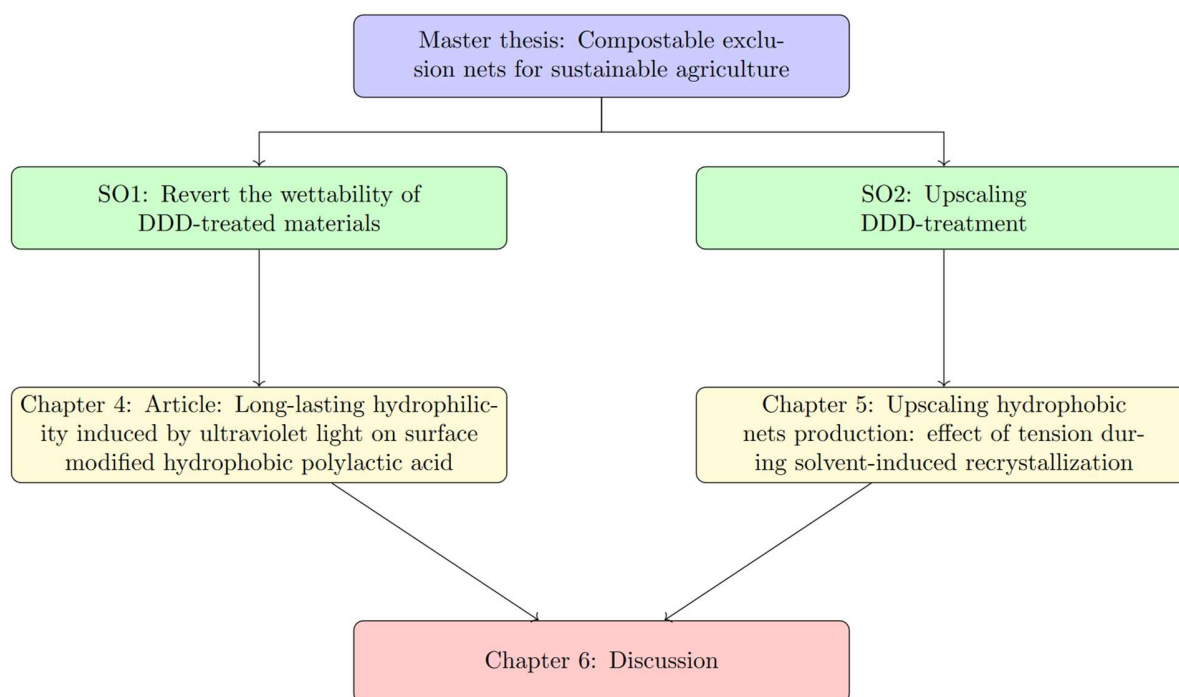 Master thesis: Compostable exclu-
sion nets for sustainable agriculture
SO1: Revert the wettability of
DDD-treated materials
SO2: Upscaling
DDD-treatment
Chapter 4: Article: Long-lasting hydrophilic-
ity induced by ultraviolet light on surface
modified hydrophobic polylactic acid
Chapter 5: Upscaling hydrophobic
nets production: effect of tension dur-
ing solvent-induced recrystallization
Chapter 6: Discussion